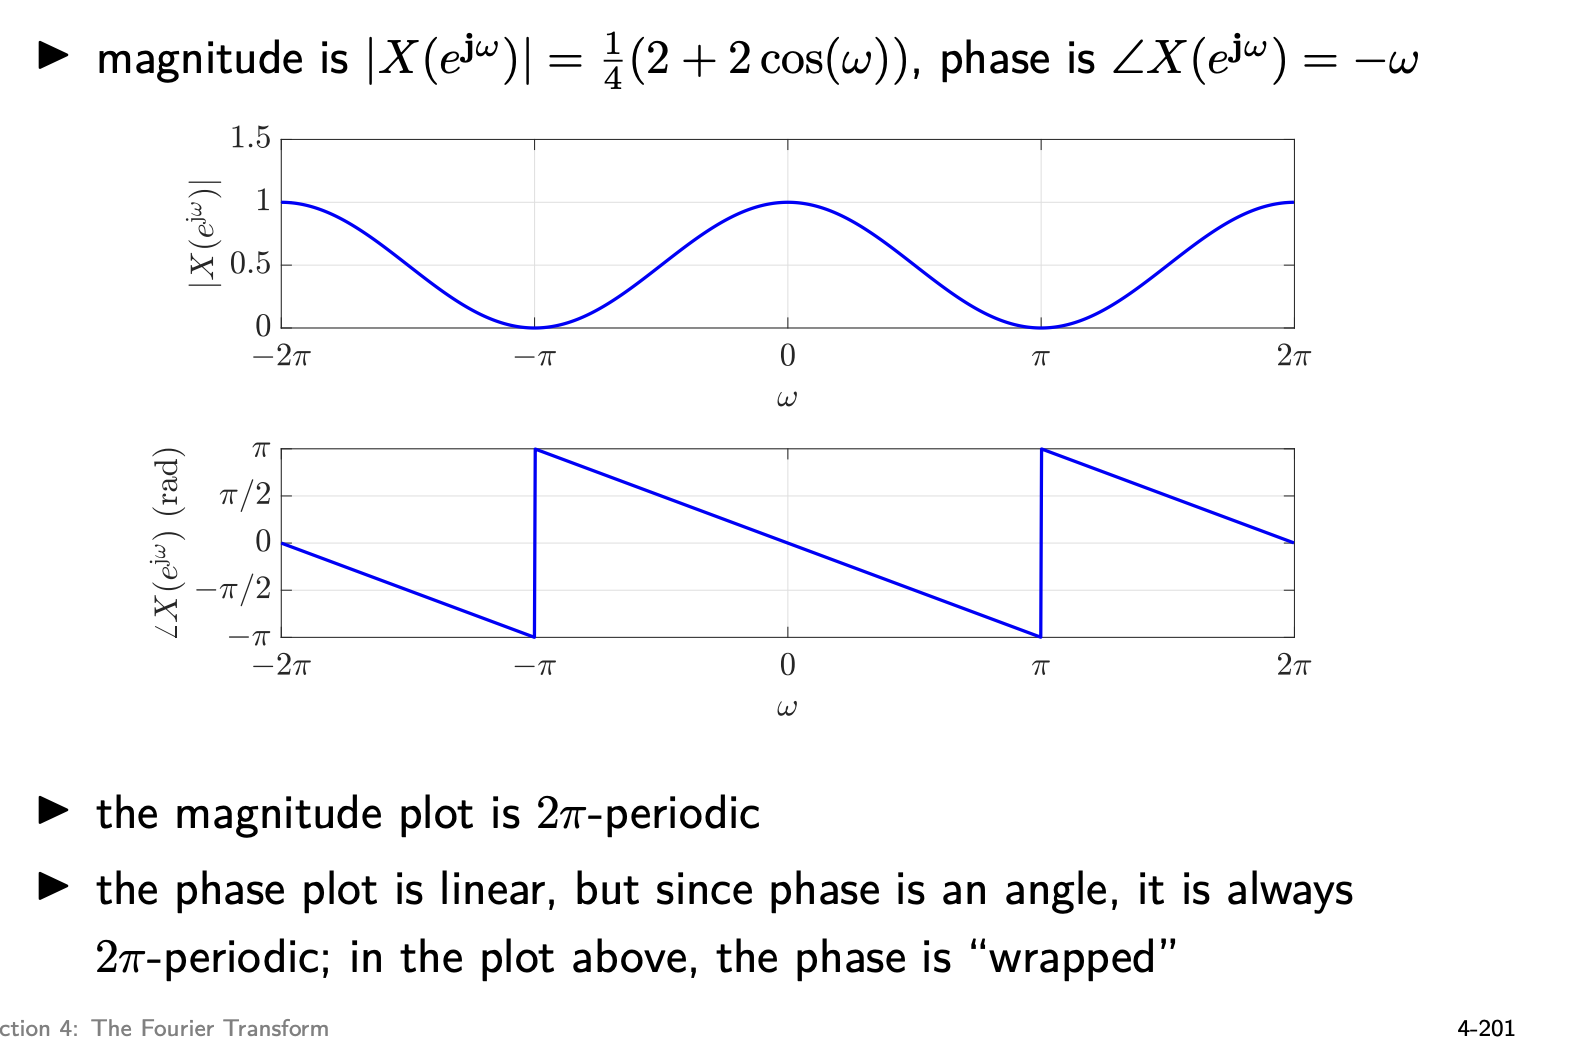 ▶ magnitude is |X(e^{jω})| = 1/4(2 + 2 cos(ω)), phase is ∠X(e^{jω}) = −ω
1.5
1
0.5
0
|X(e^{jω})|
−2π −π 0 π 2π
ω
π
π/2
0
−π/2
−π
∠X(e^{jω}) (rad)
−2π −π 0 π 2π
ω
▶ the magnitude plot is 2π-periodic
▶ the phase plot is linear, but since phase is an angle, it is always
2π-periodic; in the plot above, the phase is “wrapped”
ction 4: The Fourier Transform 4-201